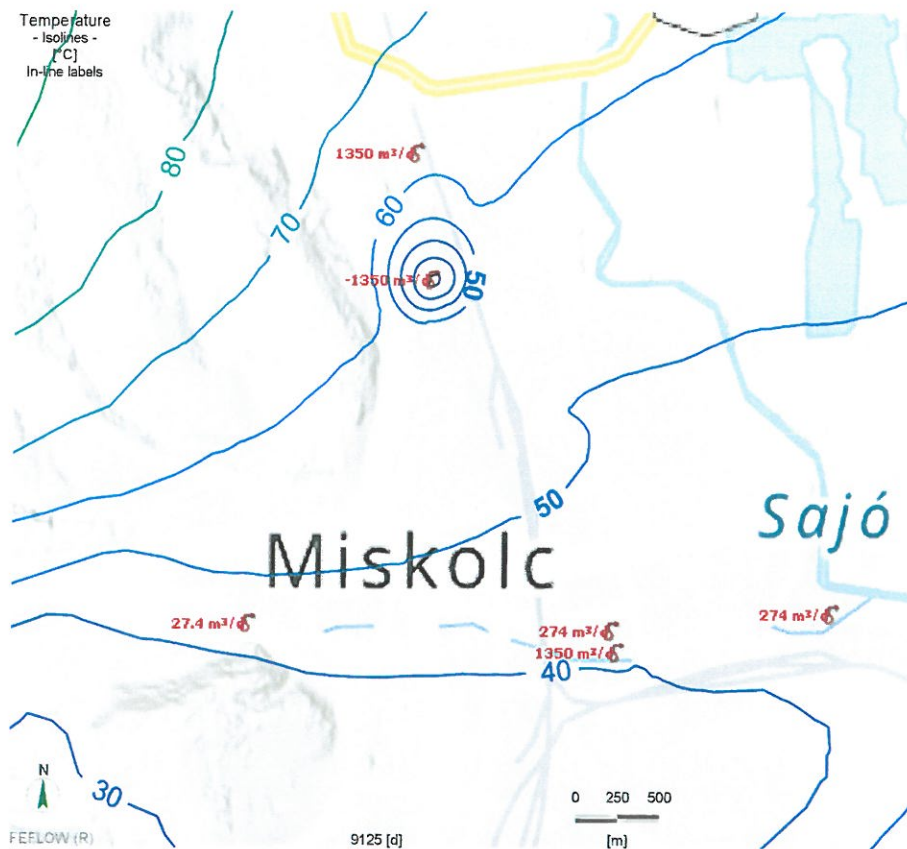 Temperature
- Isolines -
[°C]
In-line labels
80
1350 m³/d
70
60
-1350 m³/d
50
50
Sajó
Miskolc
27.4 m³/d
274 m³/d
274 m³/d
1350 m³/d
40
N
30
0 250 500
FEFLOW (R)
9125 [d]
[m]